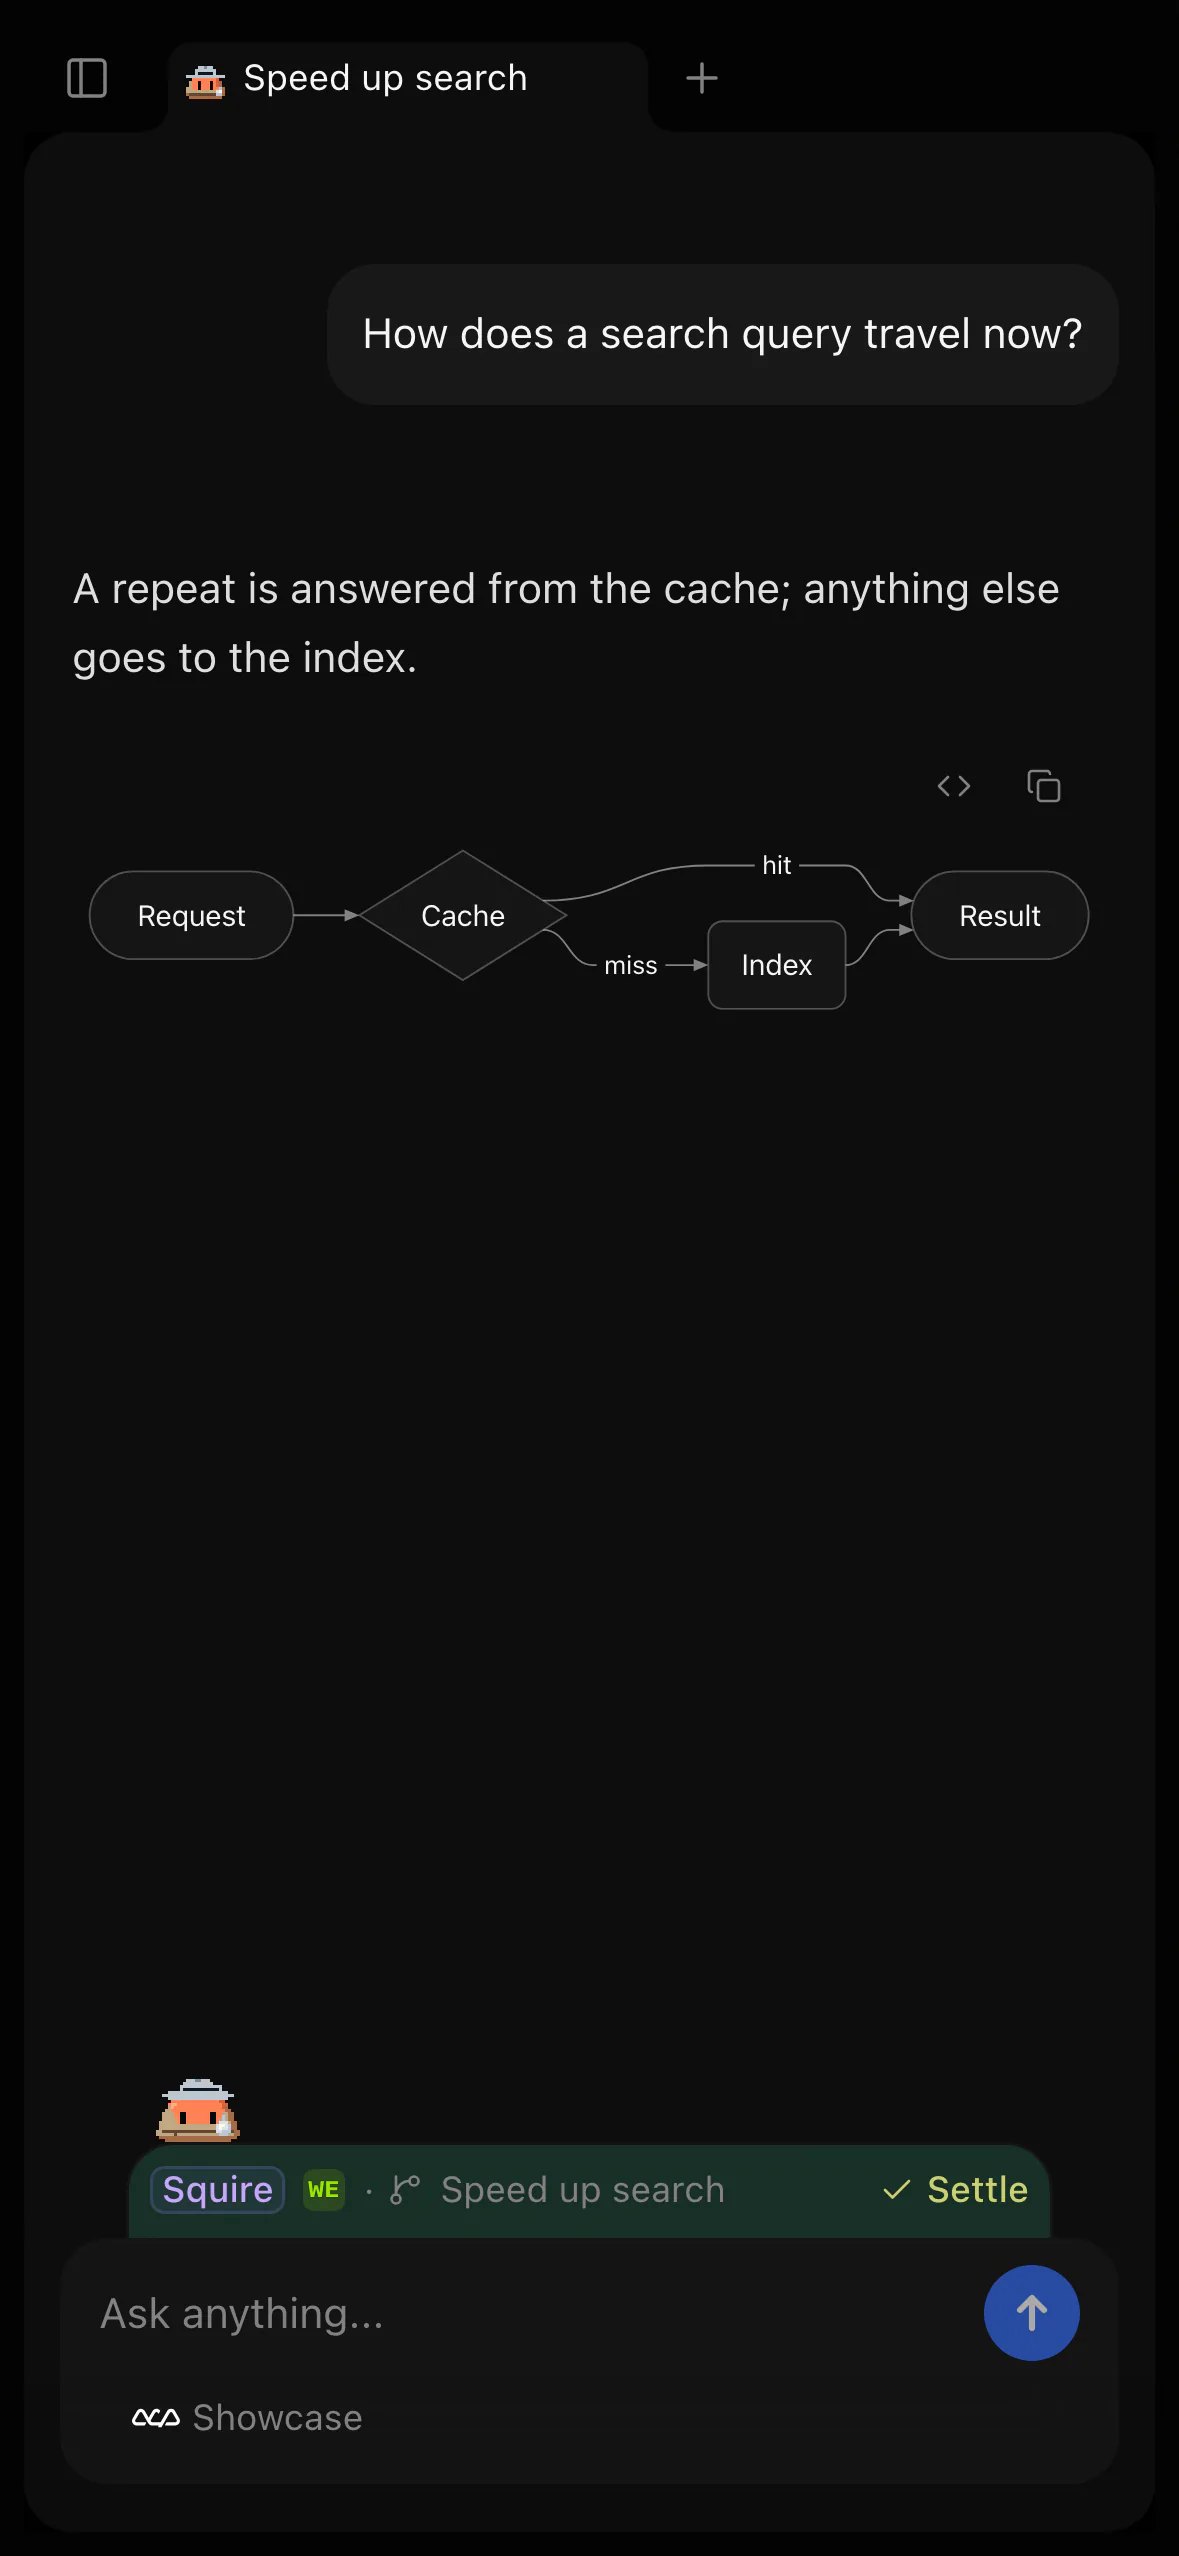 Speed up search
How does a search query travel now?
A repeat is answered from the cache; anything else
goes to the index.
hit
Request
Cache
Result
miss
Index
Squire WE · Speed up search
Settle
Ask anything...
Showcase